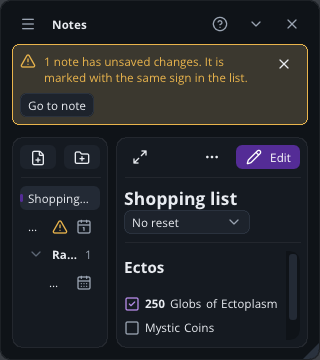 Notes
1 note has unsaved changes. It is
marked with the same sign in the list.
Go to note
Edit
Shopping...
Shopping list
...
No reset
Ra... 1
Ectos
...
250 Globs of Ectoplasm
Mystic Coins